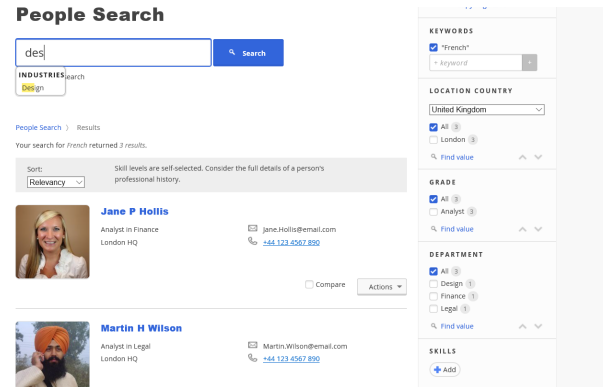 People Search
des
Search
INDUSTRIES
Design
search
People Search
Results
Your search for French returned 3 results.
Sort:
Relevancy
Skill levels are self-selected. Consider the full details of a person's
professional history.
Jane P Hollis
Analyst in Finance
London HQ
Jane.Hollis@email.com
+44 123 4567 890
Compare
Actions
Martin H Wilson
Analyst in Legal
London HQ
Martin.Wilson@email.com
+44 123 4567 890
KEYWORDS
"French"
+ keyword
+
LOCATION COUNTRY
United Kingdom
All 3
London 3
Find value
GRADE
All 3
Analyst 3
Find value
DEPARTMENT
All 3
Design 1
Finance 1
Legal 1
Find value
SKILLS
Add